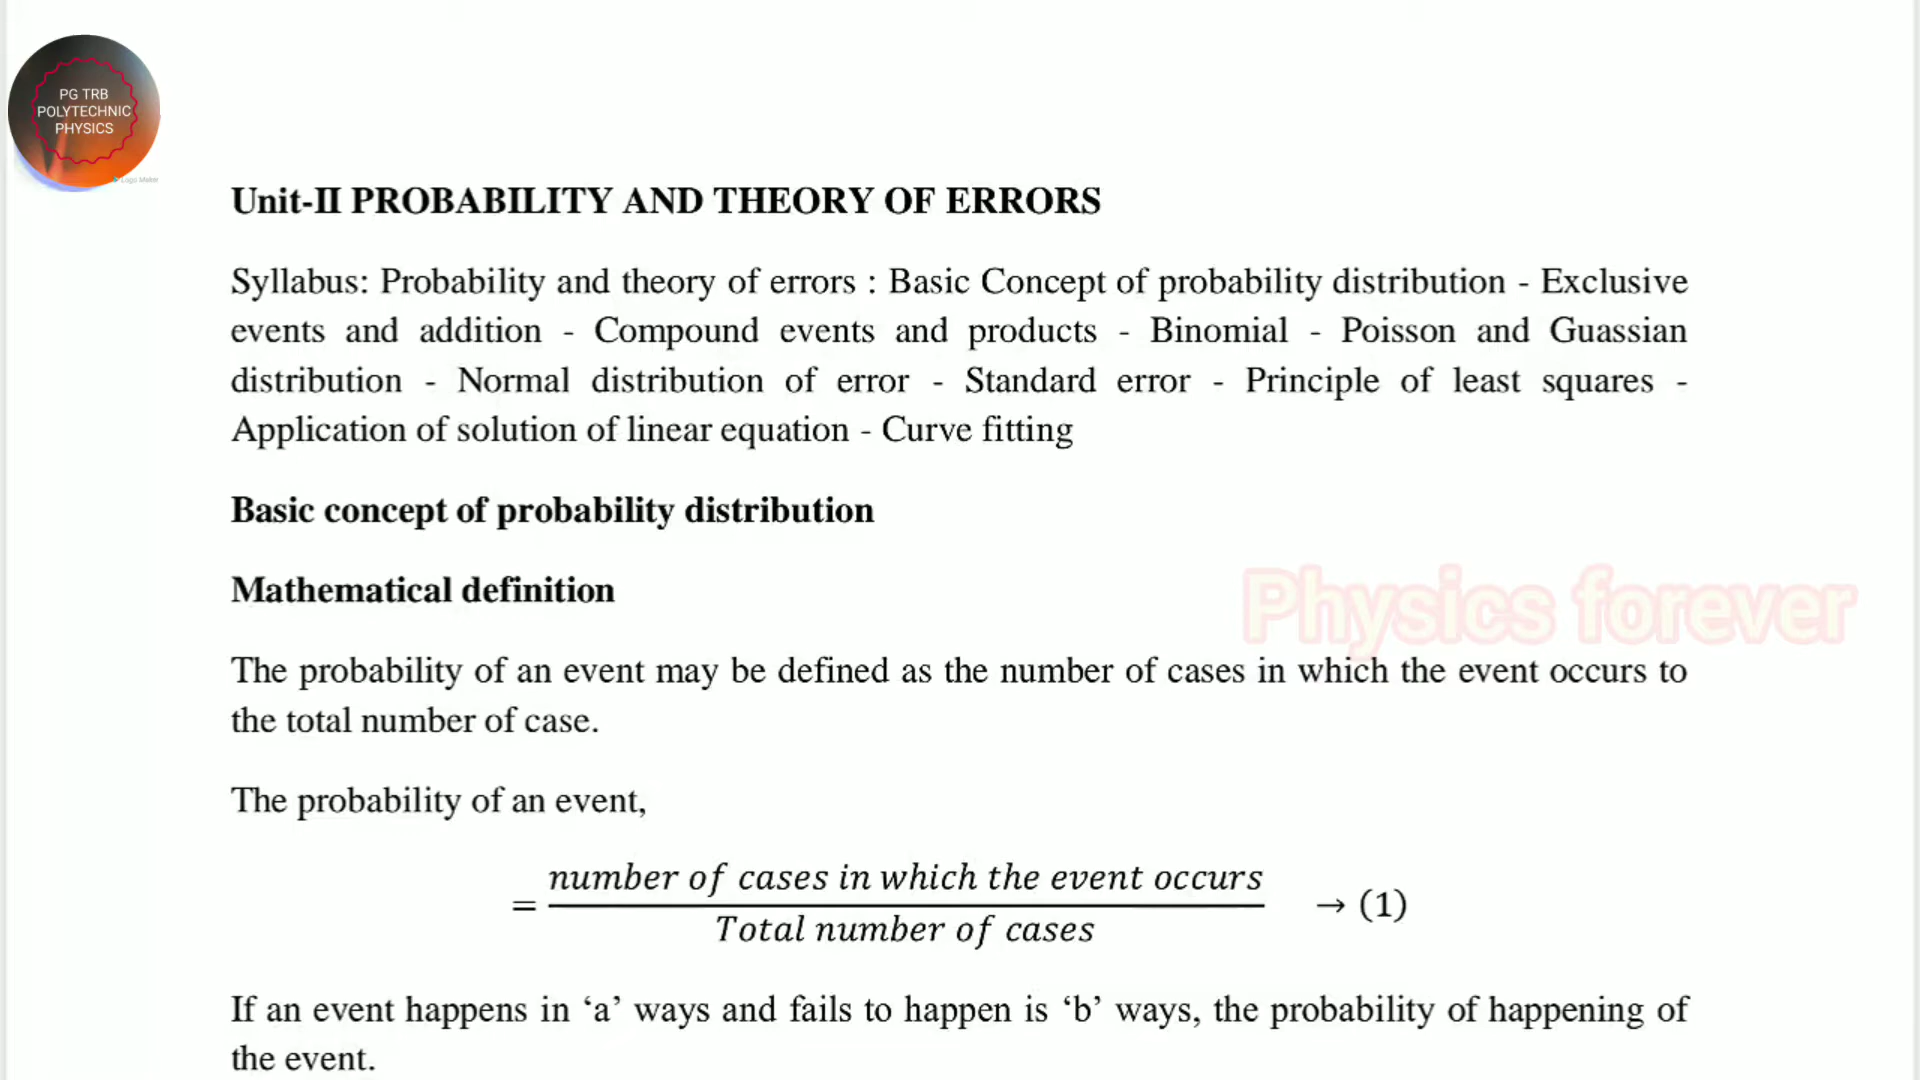 PG TRB
POLYTECHNIC
PHYSICS
Logo Maker
Unit-II PROBABILITY AND THEORY OF ERRORS
Syllabus: Probability and theory of errors : Basic Concept of probability distribution - Exclusive
events and addition - Compound events and products - Binomial - Poisson and Guassian
distribution - Normal distribution of error - Standard error - Principle of least squares -
Application of solution of linear equation - Curve fitting
Basic concept of probability distribution
Mathematical definition
Physics forever
The probability of an event may be defined as the number of cases in which the event occurs to
the total number of case.
The probability of an event,
= number of cases in which the event occurs / Total number of cases → (1)
If an event happens in ‘a’ ways and fails to happen is ‘b’ ways, the probability of happening of
the event.